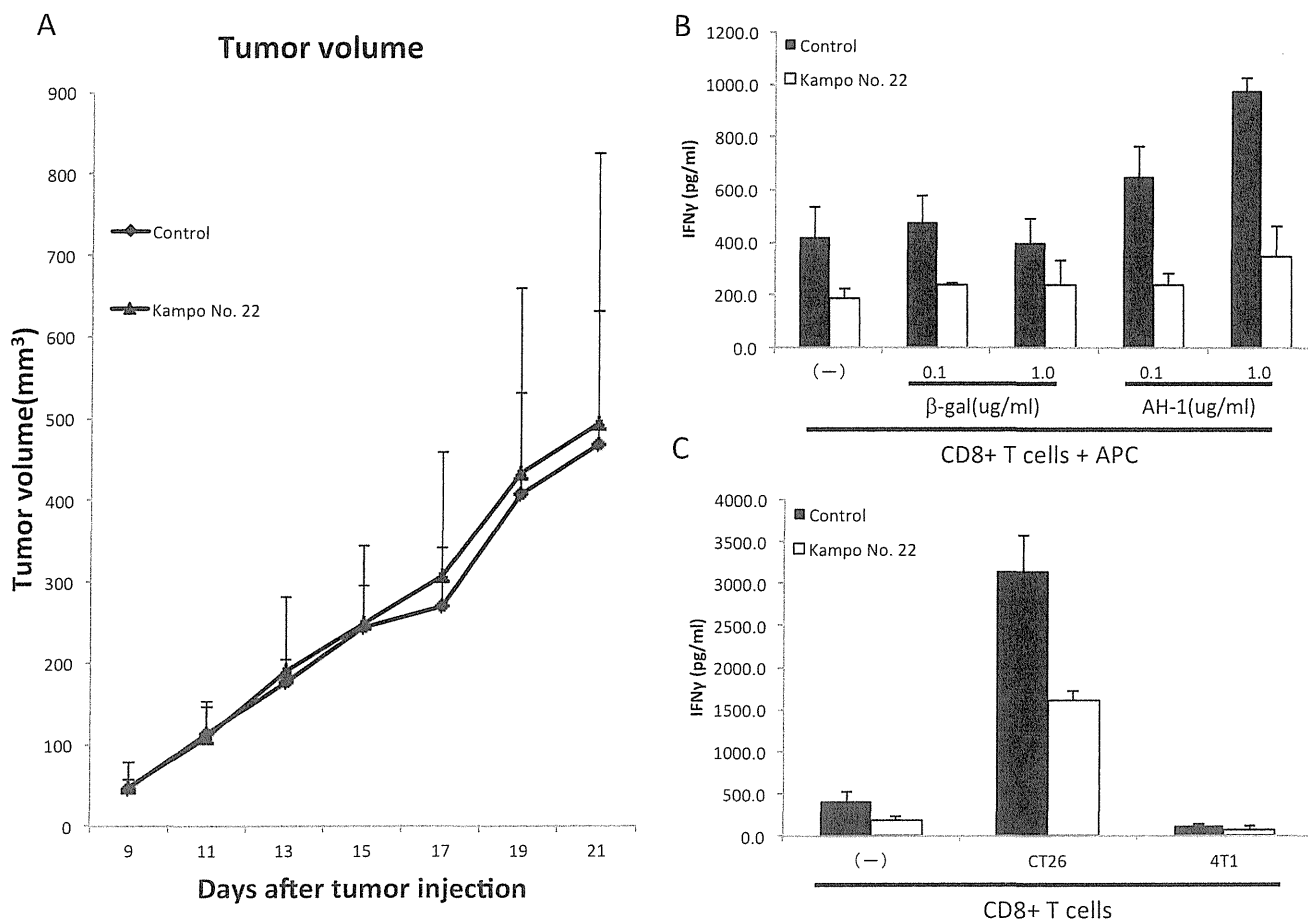 A
Tumor volume
900
800
700
600
500
400
300
200
100
0
Tumor volume(mm³)
Control
Kampo No. 22
9 11 13 15 17 19 21
Days after tumor injection
B
1200.0
1000.0
800.0
600.0
400.0
200.0
0.0
IFNγ (pg/ml)
Control
Kampo No. 22
(—) 0.1 1.0 0.1 1.0
β-gal(ug/ml) AH-1(ug/ml)
CD8+ T cells + APC
C
4000.0
3500.0
3000.0
2500.0
2000.0
1500.0
1000.0
500.0
0.0
IFNγ (pg/ml)
Control
Kampo No. 22
(—) CT26 4T1
CD8+ T cells